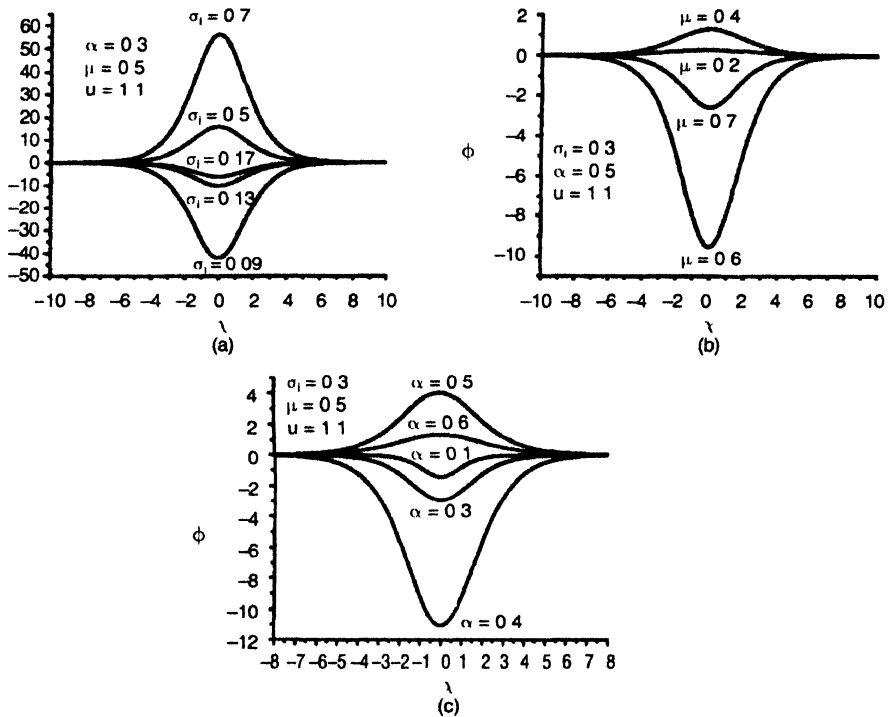 σi = 0 7
α = 0 3
μ = 0 5
u = 1 1
σi = 0 5
σi = 0 17
σi = 0 13
σi = 0 09
60
50
40
30
20
10
0
−10
−20
−30
−40
−50
−10 −8 −6 −4 −2 0 2 4 6 8 10
χ
(a)
μ = 0 4
μ = 0 2
μ = 0 7
μ = 0 6
σi = 0 3
α = 0 5
u = 1 1
ϕ
2
0
−2
−4
−6
−8
−10
−10 −8 −6 −4 −2 0 2 4 6 8 10
χ
(b)
σi = 0 3
μ = 0 5
u = 1 1
α = 0 5
α = 0 6
α = 0 1
α = 0 3
α = 0 4
ϕ
4
2
0
−2
−4
−6
−8
−10
−12
−8 −7 −6 −5 −4 −3 −2 −1 0 1 2 3 4 5 6 7 8
χ
(c)